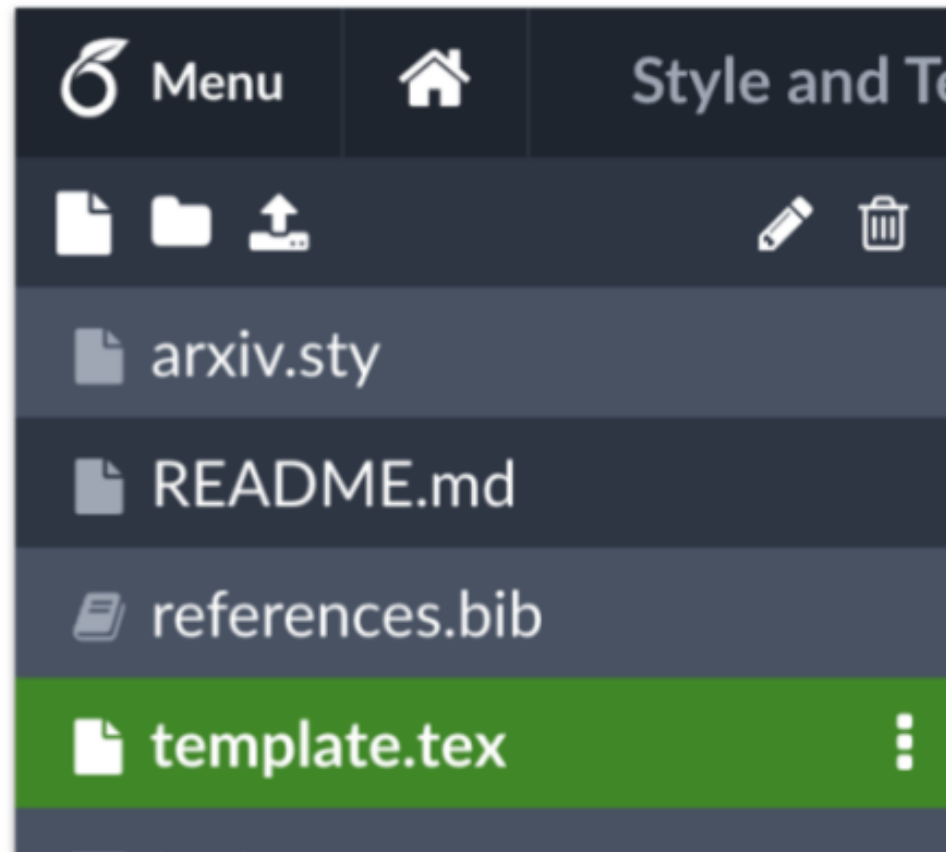 Menu
Style and Te
arxiv.sty
README.md
references.bib
template.tex